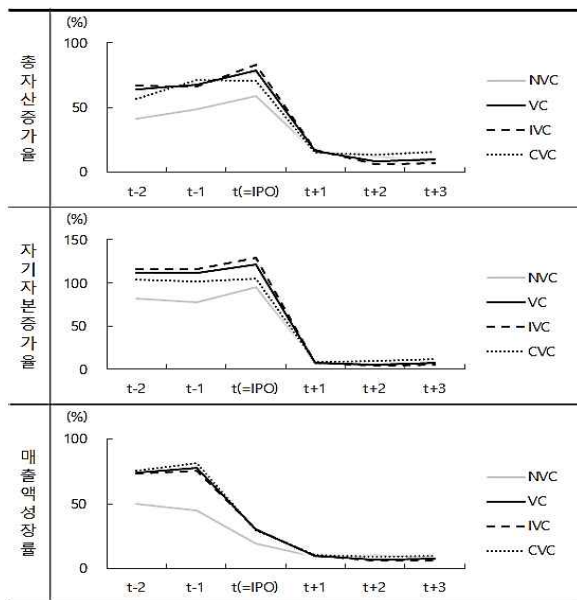 총자산증가율
(%)
100
50
0
t-2 t-1 t(=IPO) t+1 t+2 t+3
NVC
VC
IVC
CVC
자기자본증가율
(%)
150
100
50
0
t-2 t-1 t(=IPO) t+1 t+2 t+3
NVC
VC
IVC
CVC
매출액성장률
(%)
100
50
0
t-2 t-1 t(=IPO) t+1 t+2 t+3
NVC
VC
IVC
CVC